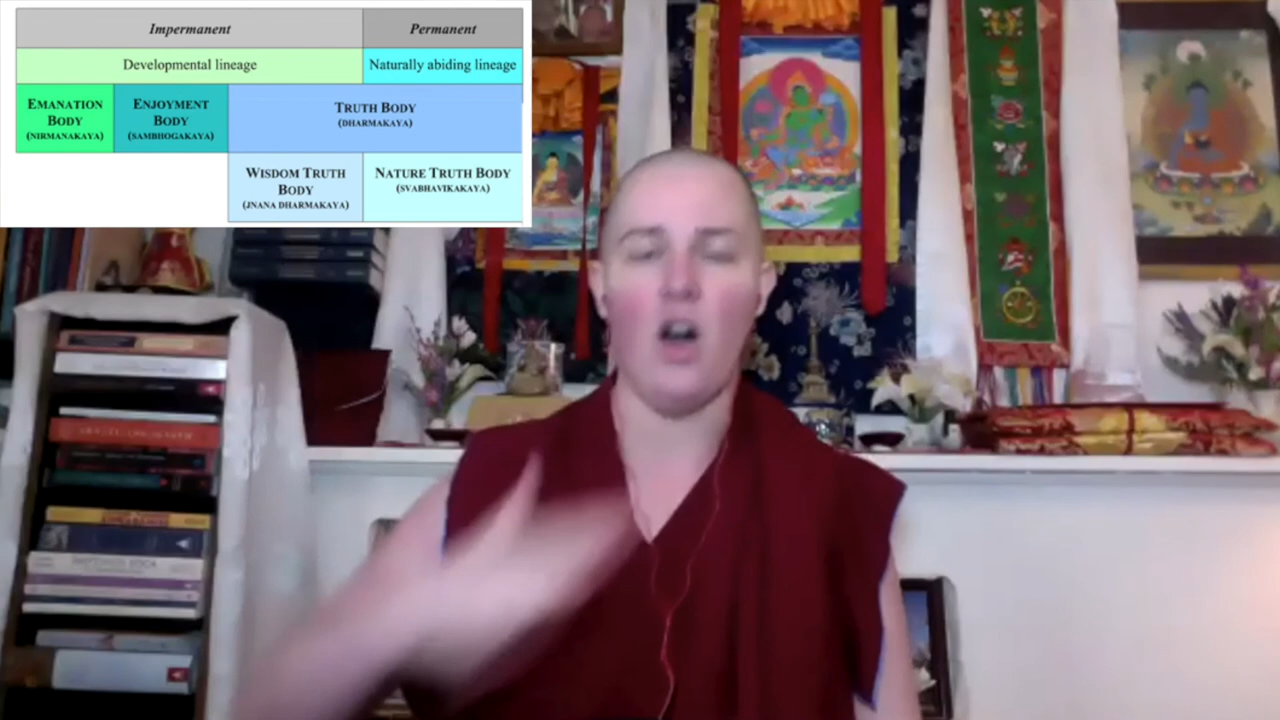 Impermanent
Permanent
Developmental lineage
Naturally abiding lineage
EMANATION
BODY
(NIRMANAKAYA)
ENJOYMENT
BODY
(SAMBHOGAKAYA)
TRUTH BODY
(DHARMAKAYA)
WISDOM TRUTH
BODY
(JNANA DHARMAKAYA)
NATURE TRUTH BODY
(SVABHAVIKAKAYA)